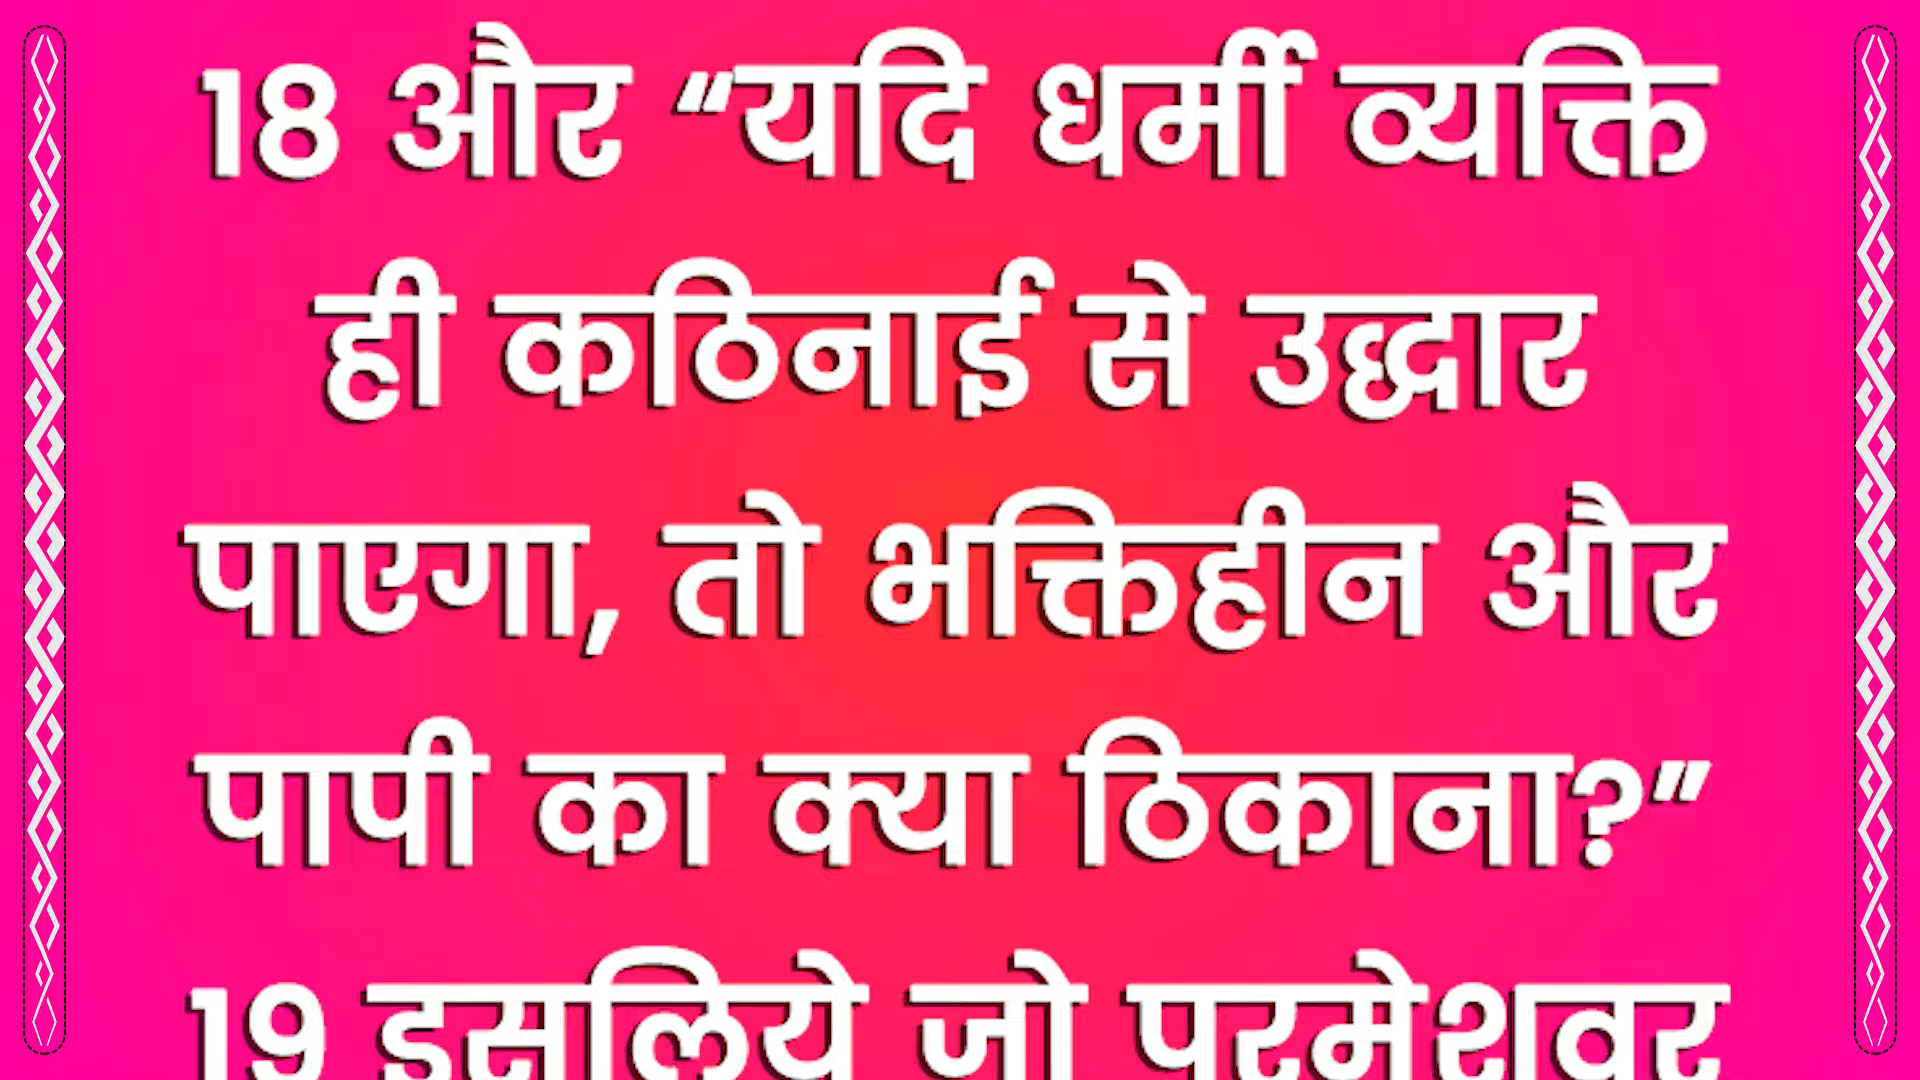 18 और “यदि धर्मी व्यक्ति
ही कठिनाई से उद्धार
पाएगा, तो भक्तिहीन और
पापी का क्या ठिकाना?”
19 इसलिये जो परमेश्वर